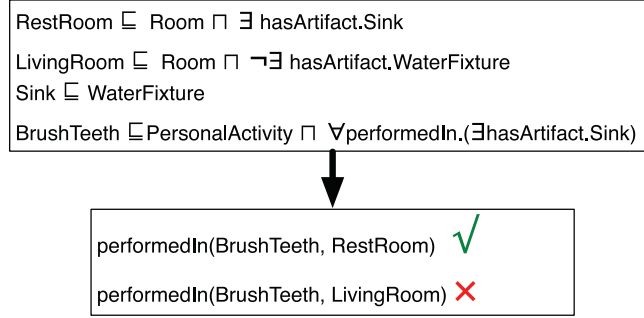 RestRoom ⊑ Room ⊓ ∃ hasArtifact.Sink
LivingRoom ⊑ Room ⊓ ¬∃ hasArtifact.WaterFixture
Sink ⊑ WaterFixture
BrushTeeth ⊑PersonalActivity ⊓ ∀performedIn.(∃hasArtifact.Sink)
performedIn(BrushTeeth, RestRoom) √
performedIn(BrushTeeth, LivingRoom) ×